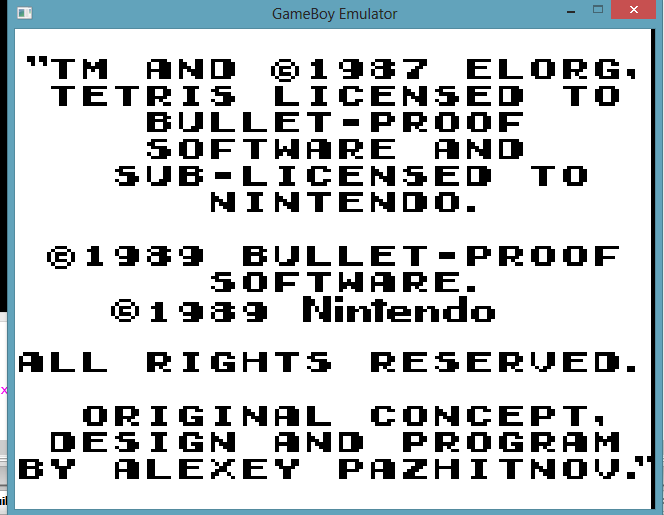 GameBoy Emulator
"TM AND ©1987 ELORG,
TETRIS LICENSED TO
BULLET-PROOF
SOFTWARE AND
SUB-LICENSED TO
NINTENDO.
©1989 BULLET-PROOF
SOFTWARE.
©1989 Nintendo
ALL RIGHTS RESERVED.
ORIGINAL CONCEPT,
DESIGN AND PROGRAM
BY ALEXEY PAZHITNOV."